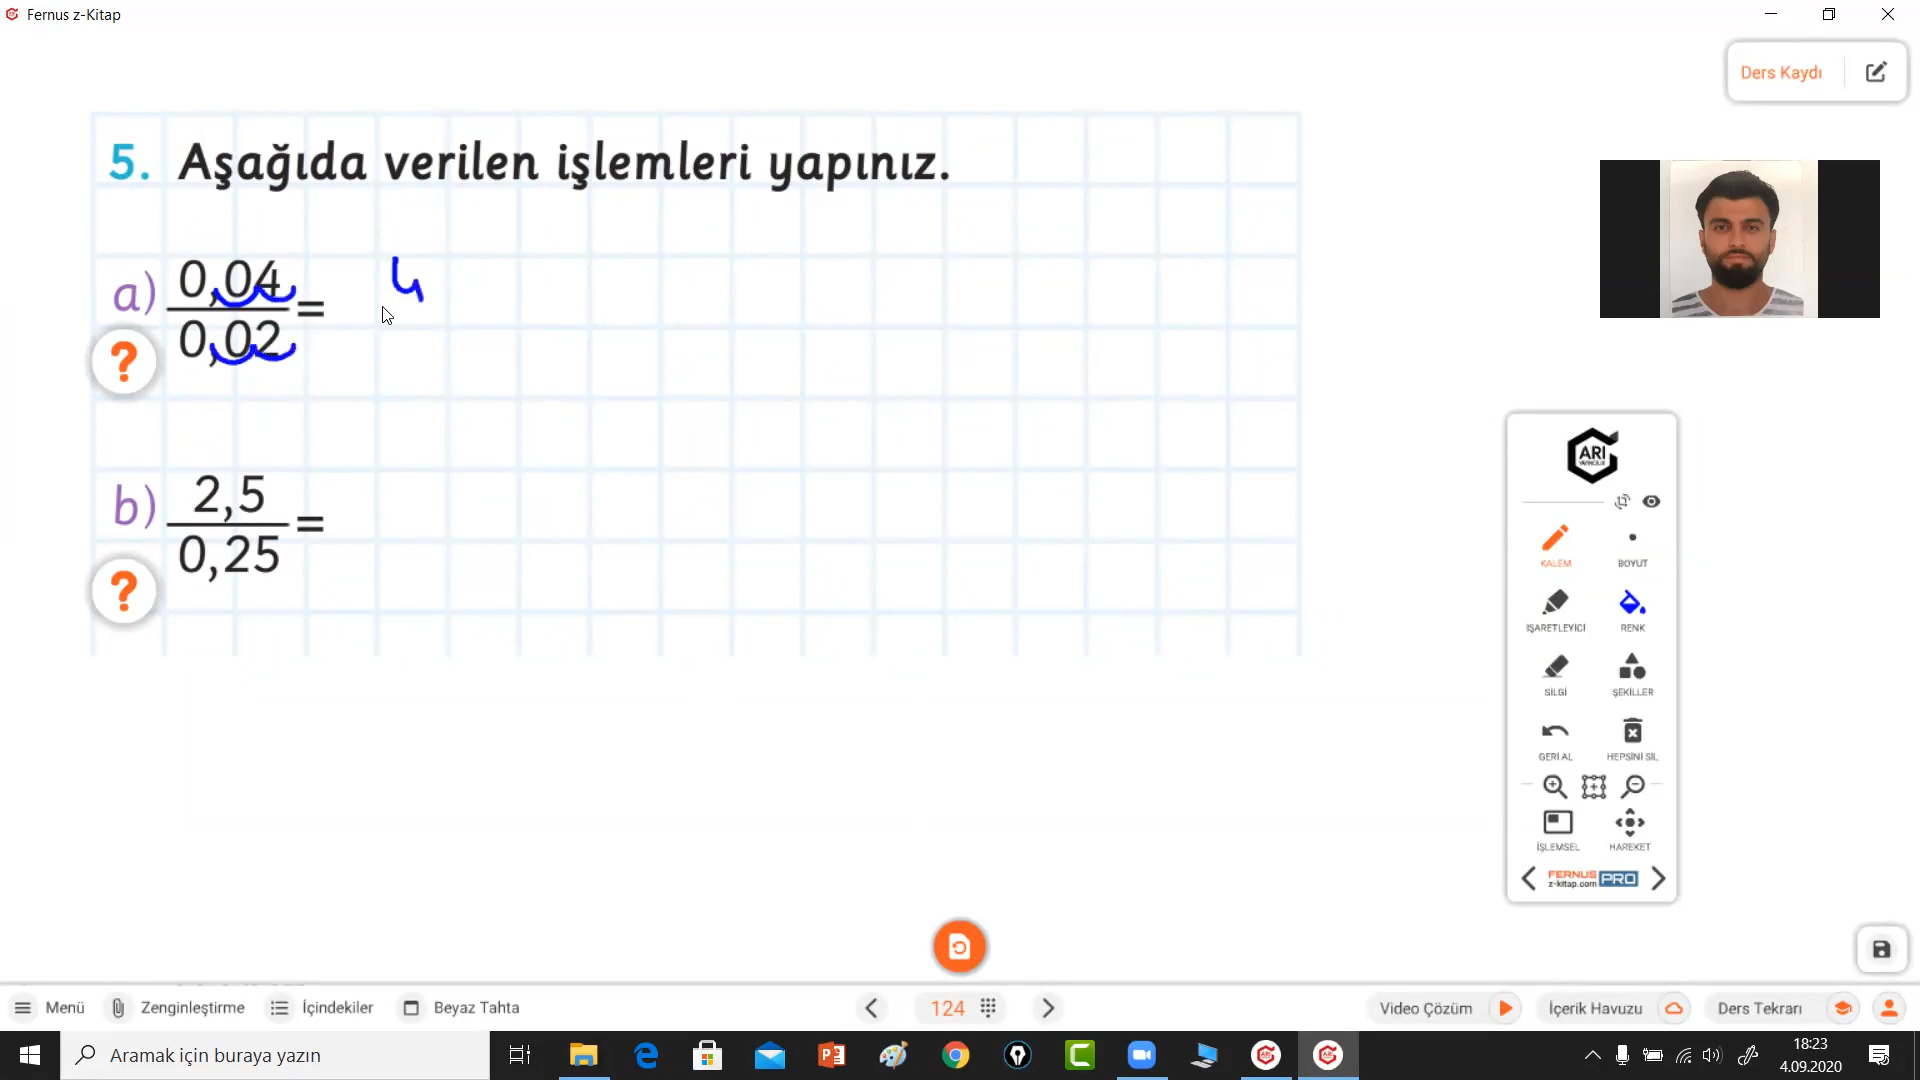 Fernus z-Kitap
Ders Kaydı
5. Aşağıda verilen işlemleri yapınız.
a) 0,04
0,02
=
4
?
b) 2,5
0,25
=
?
ARI
YAYINCILIK
KALEM
BOYUT
İŞARETLEYİCİ
RENK
SİLGİ
ŞEKİLLER
GERİ AL
HEPSİNİ SİL
İŞLEMSEL
HAREKET
FERNUS
z-kitap.com
PRO
Menü
Zenginleştirme
İçindekiler
Beyaz Tahta
124
Video Çözüm
İçerik Havuzu
Ders Tekrarı
Aramak için buraya yazın
18:23
4.09.2020